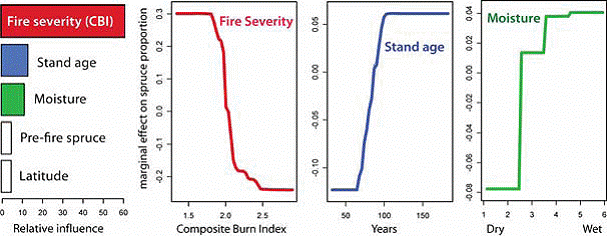 Fire severity (CBI)
Stand age
Moisture
Pre-fire spruce
Latitude
0 10 20 30 40 50 60
Relative influence
marginal effect on spruce proportion
0.3
0.2
0.1
0.0
-0.1
-0.2
Fire Severity
1.5 2.0 2.5
Composite Burn Index
0.05
0.00
-0.05
-0.10
Stand age
50 100 150
Years
0.04
0.02
0.00
-0.02
-0.04
-0.06
-0.08
Moisture
1 2 3 4 5 6
Dry Wet